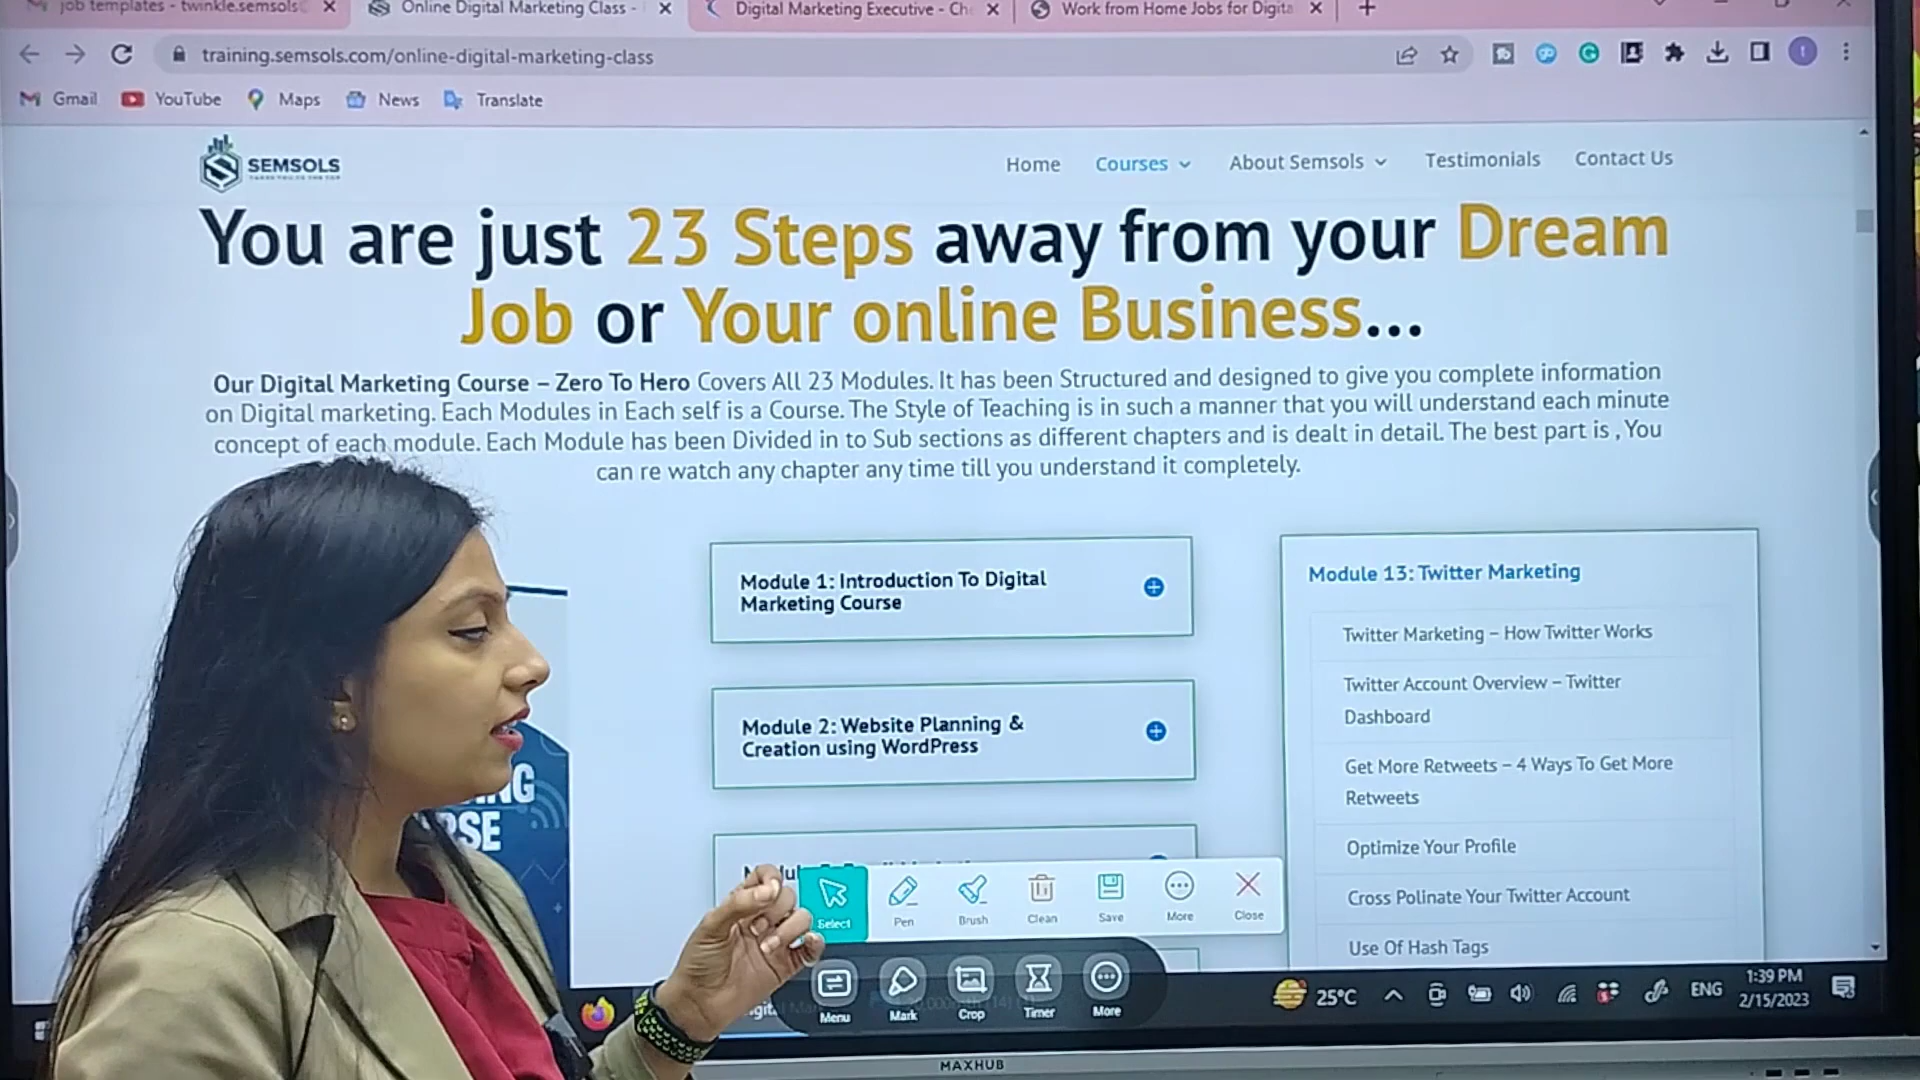 job templates - twinkle.semsols
Online Digital Marketing Class -
Digital Marketing Executive - Ch
Work from Home Jobs for Digita
training.semsols.com/online-digital-marketing-class
Gmail
YouTube
Maps
News
Translate
SEMSOLS
Home
Courses
About Semsols
Testimonials
Contact Us
You are just 23 Steps away from your Dream
Job or Your online Business...
Our Digital Marketing Course – Zero To Hero Covers All 23 Modules. It has been Structured and designed to give you complete information
on Digital marketing. Each Modules in Each self is a Course. The Style of Teaching is in such a manner that you will understand each minute
concept of each module. Each Module has been Divided in to Sub sections as different chapters and is dealt in detail. The best part is , You
can re watch any chapter any time till you understand it completely.
Module 1: Introduction To Digital
Marketing Course
Module 2: Website Planning &
Creation using WordPress
Module 13: Twitter Marketing
Twitter Marketing – How Twitter Works
Twitter Account Overview – Twitter
Dashboard
Get More Retweets – 4 Ways To Get More
Retweets
Optimize Your Profile
Cross Polinate Your Twitter Account
Use Of Hash Tags
NG
RSE
Select
Pen
Brush
Clean
Save
More
Close
Menu
Mark
Crop
Timer
More
25°C
ENG
1:39 PM
2/15/2023
MAXHUB